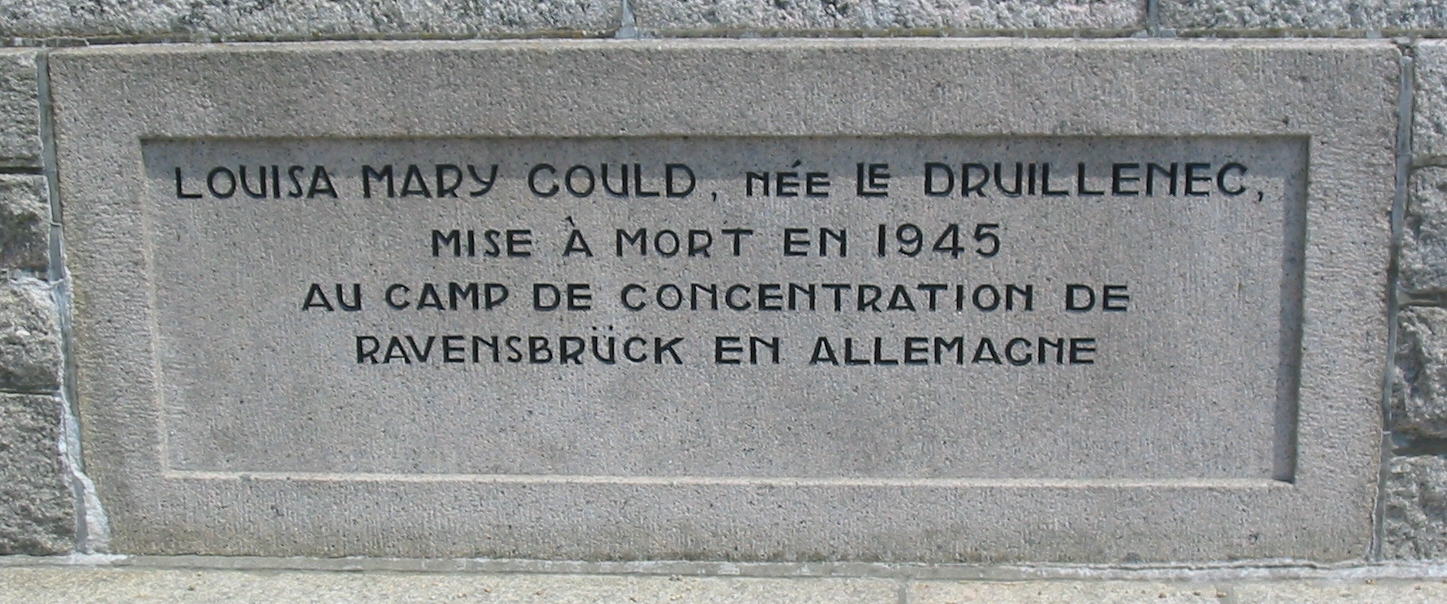 LOUISA MARY GOULD, NÉE LE DRUILLENEC,
MISE À MORT EN 1945
AU CAMP DE CONCENTRATION DE
RAVENSBRÜCK EN ALLEMAGNE